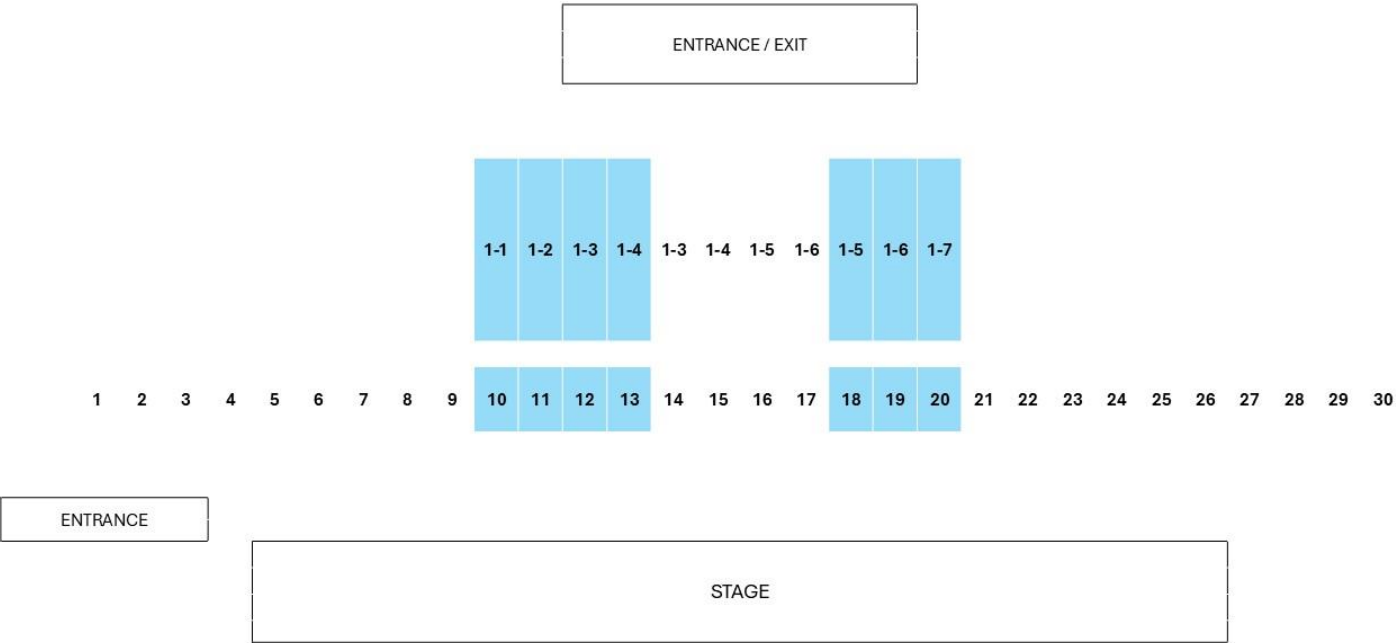 ENTRANCE / EXIT
1-1 1-2 1-3 1-4 1-3 1-4 1-5 1-6 1-5 1-6 1-7
1 2 3 4 5 6 7 8 9 10 11 12 13 14 15 16 17 18 19 20 21 22 23 24 25 26 27 28 29 30
ENTRANCE
STAGE